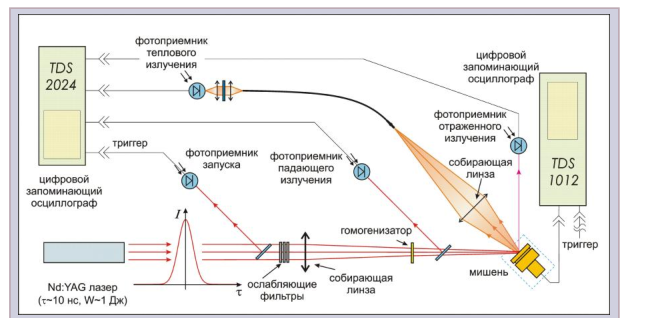 фотоприемник
теплового
излучения
TDS
2024
триггер
цифровой
запоминающий
осциллограф
фотоприемник
запуска
фотоприемник
падающего
излучения
фотоприемник
отраженного
излучения
собирающая
линза
цифровой
запоминающий
осциллограф
TDS
1012
триггер
I
τ
Nd:YAG лазер
(τ~10 нс, W~1 Дж)
ослабляющие
фильтры
собирающая
линза
гомогенизатор
мишень